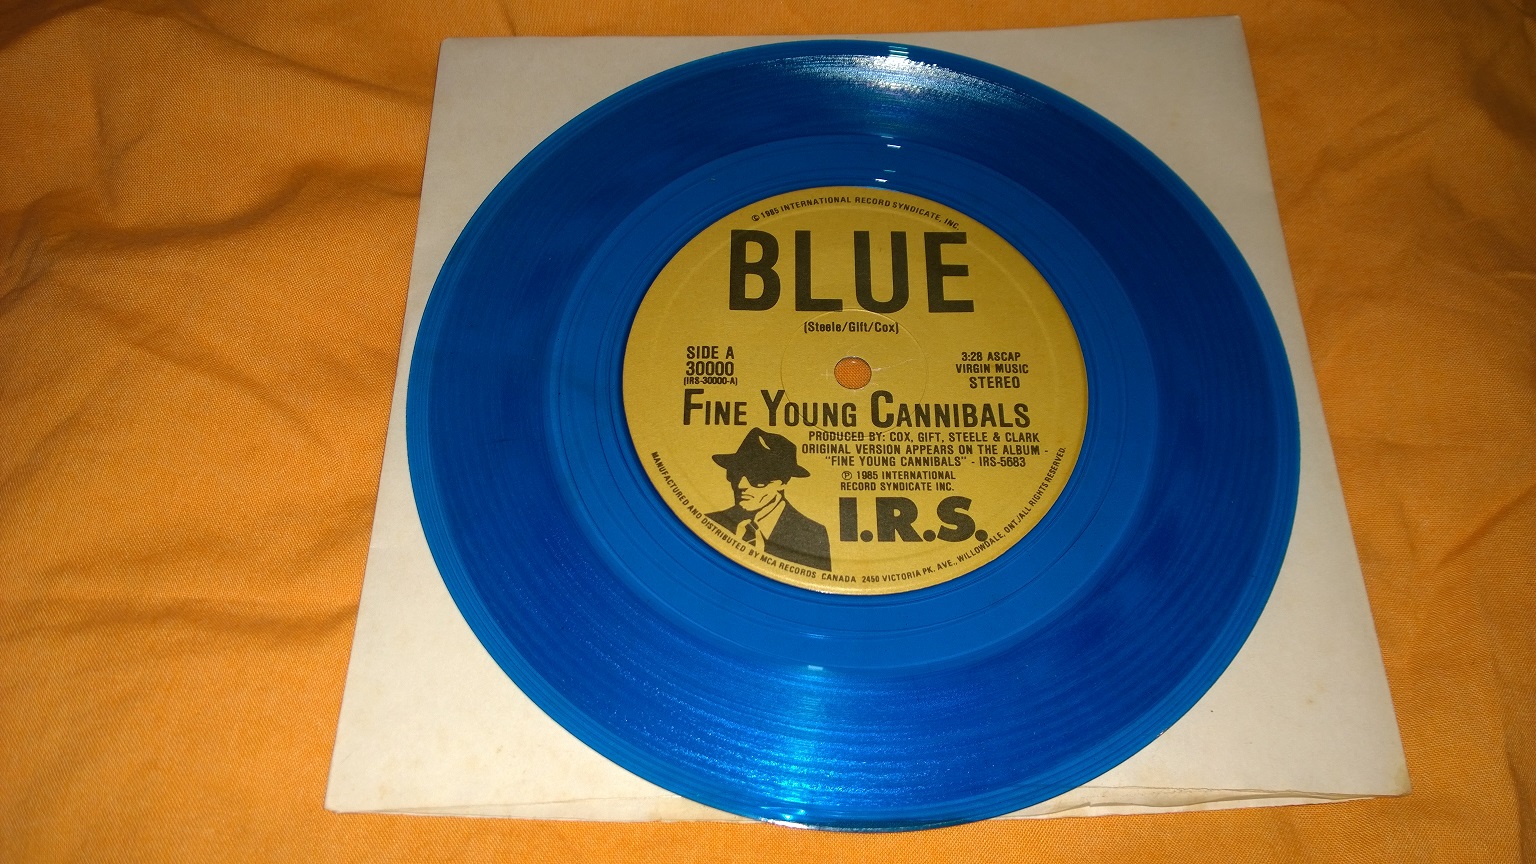 © 1985 INTERNATIONAL RECORD SYNDICATE, INC.
BLUE
(Steele/Gift/Cox)
SIDE A
30000
(IRS-30000-A)
3:28 ASCAP
VIRGIN MUSIC
STEREO
FINE YOUNG CANNIBALS
PRODUCED BY: COX, GIFT, STEELE & CLARK
ORIGINAL VERSION APPEARS ON THE ALBUM -
"FINE YOUNG CANNIBALS" - IRS-5683
℗ 1985 INTERNATIONAL
RECORD SYNDICATE INC.
I.R.S.
MANUFACTURED AND DISTRIBUTED BY MCA RECORDS CANADA 2450 VICTORIA PK. AVE., WILLOWDALE, ONT./ALL RIGHTS RESERVED.